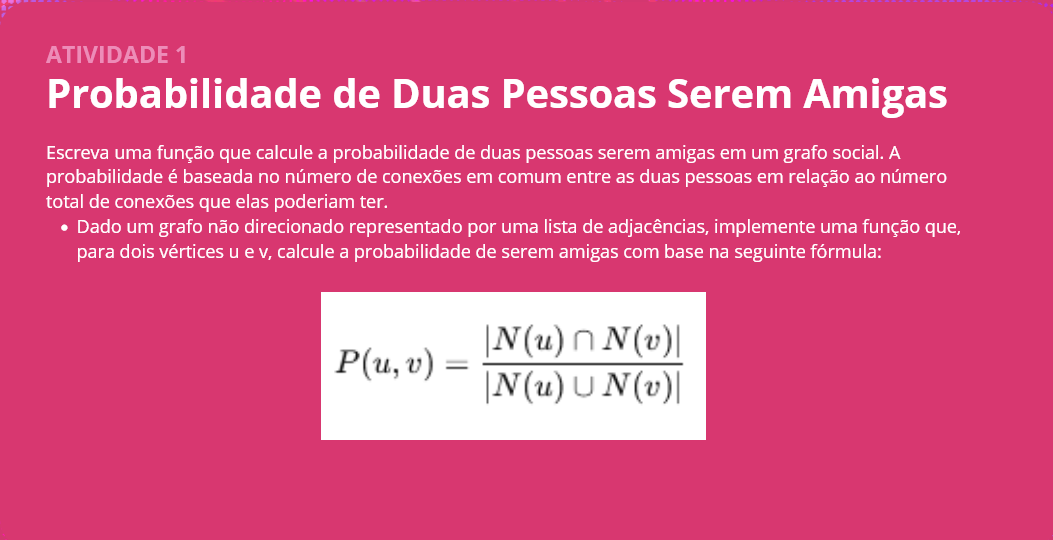 ATIVIDADE 1
Probabilidade de Duas Pessoas Serem Amigas
Escreva uma função que calcule a probabilidade de duas pessoas serem amigas em um grafo social. A
probabilidade é baseada no número de conexões em comum entre as duas pessoas em relação ao número
total de conexões que elas poderiam ter.
• Dado um grafo não direcionado representado por uma lista de adjacências, implemente uma função que,
para dois vértices u e v, calcule a probabilidade de serem amigas com base na seguinte fórmula:
P(u, v) = |N(u) ∩ N(v)|
|N(u) ∪ N(v)|